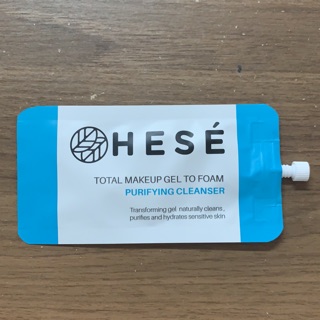 HESÉ
TOTAL MAKEUP GEL TO FOAM
PURIFYING CLEANSER
Transforming gel naturally cleans,
purifies and hydrates sensitive skin